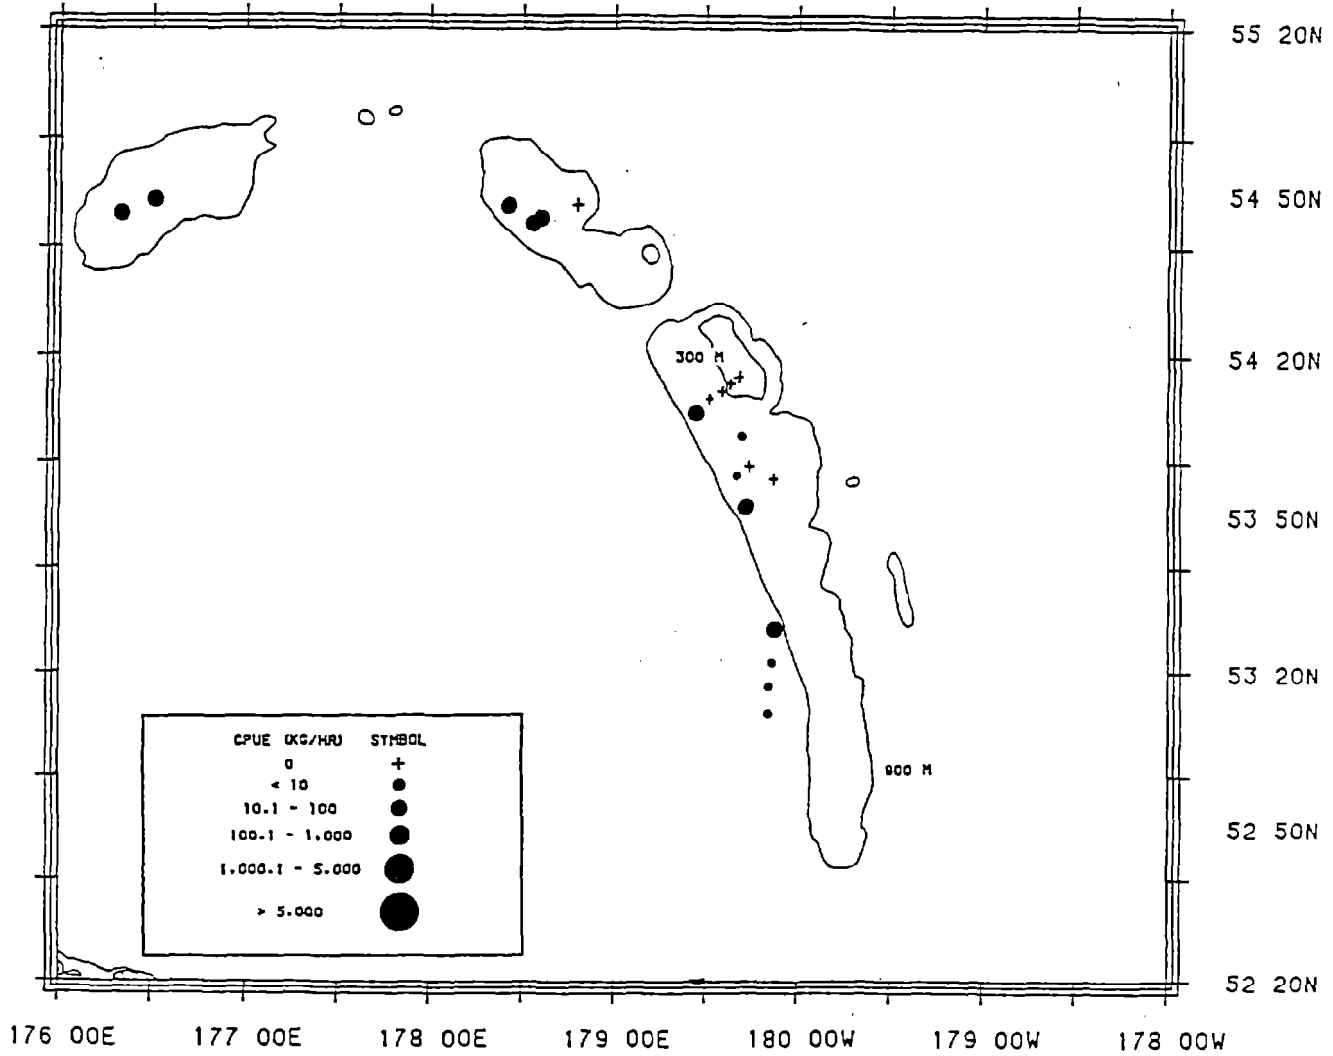 55 20N
54 50N
300 M
54 20N
53 50N
53 20N
CPUE (KG/HR) SYMBOL
0 +
< 10
10.1 - 100
100.1 - 1.000
1.000.1 - 5.000
> 5.000
900 M
52 50N
52 20N
176 00E 177 00E 178 00E 179 00E 180 00W 179 00W 178 00W